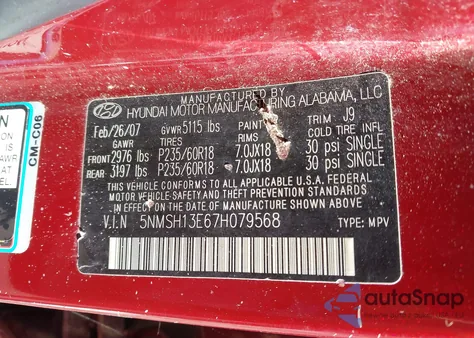 MANUFACTURED BY
HYUNDAI MOTOR MANUFACTURING ALABAMA, LLC
Feb/26/07 GVWR 5115 lbs PAINT TRIM J9
GAWR TIRES COLD TIRE INFL
FRONT 2976 lbs P235/60R18 7.0JX18 30 psi SINGLE
REAR 3197 lbs P235/60R18 7.0JX18 30 psi SINGLE
THIS VEHICLE CONFORMS TO ALL APPLICABLE U.S.A FEDERAL
MOTOR VEHICLE SAFETY AND THEFT PREVENTION STANDARDS
IN EFFECT ON THE DATE OF MANUFACTURE SHOWN ABOVE.
V.I.N 5NMSH13E67H079568 TYPE: MPV
CM-C06
autoSnap